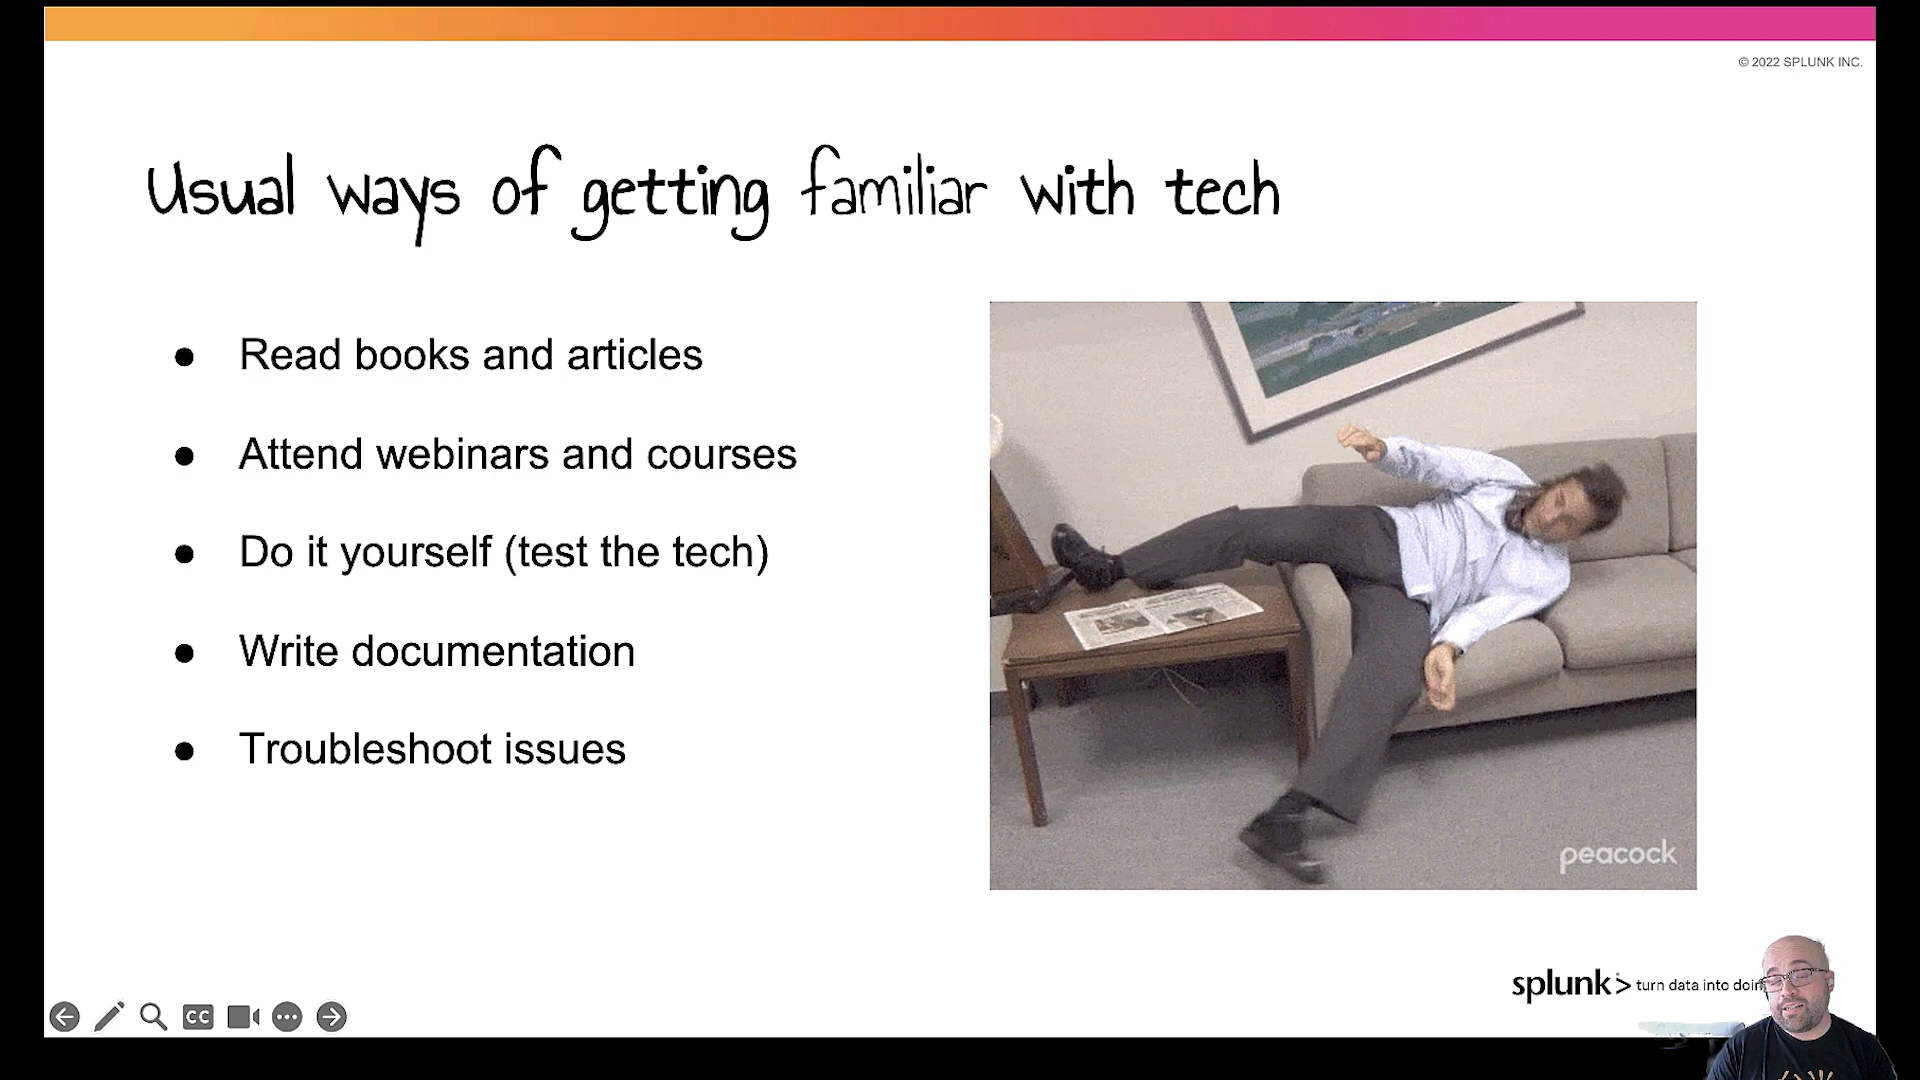 © 2022 SPLUNK INC.
Usual ways of getting familiar with tech
● Read books and articles
● Attend webinars and courses
● Do it yourself (test the tech)
● Write documentation
● Troubleshoot issues
peacock
splunk> turn data into doin
CC